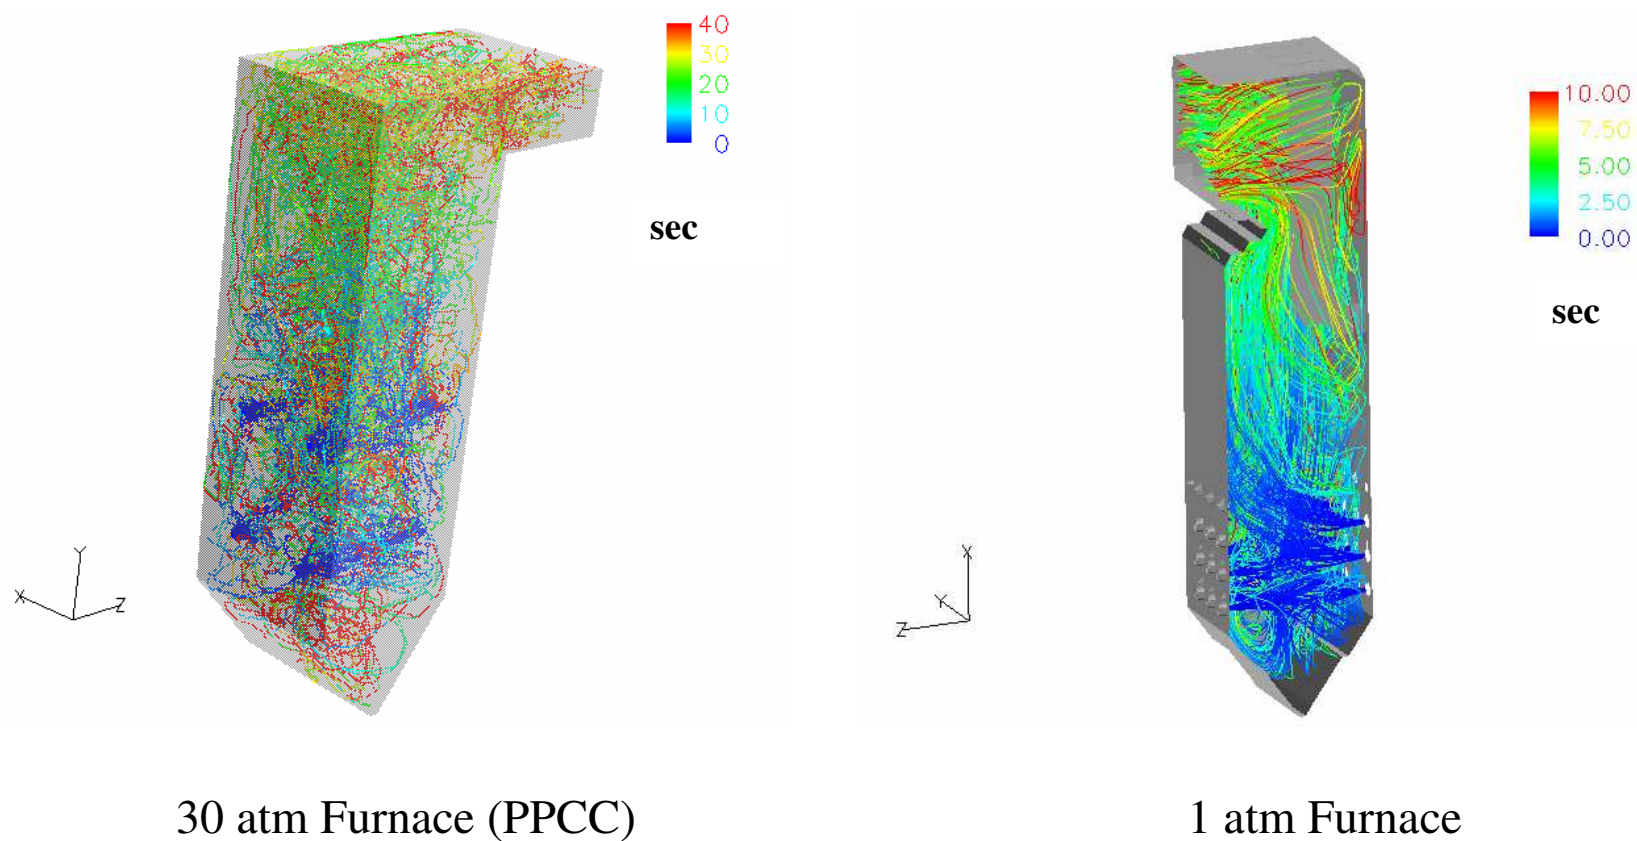 40
30
20
10
0
sec
Y
X
Z
30 atm Furnace (PPCC)
10.00
7.50
5.00
2.50
0.00
sec
X
Y
Z
1 atm Furnace